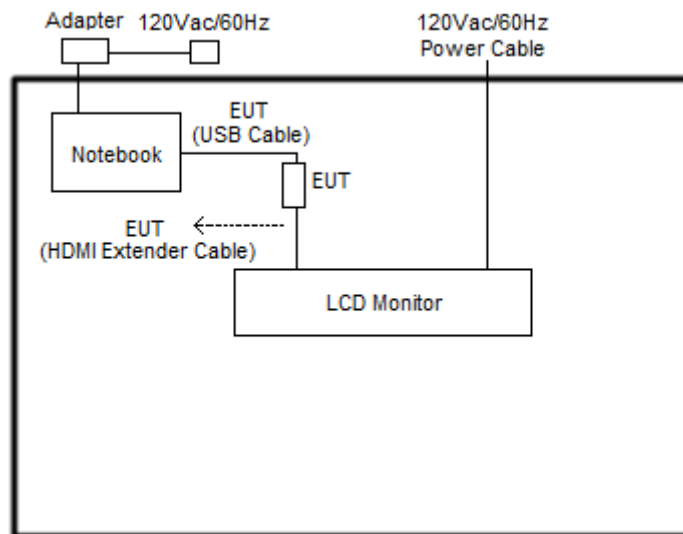 Adapter 120Vac/60Hz
120Vac/60Hz
Power Cable
EUT
(USB Cable)
Notebook
EUT
EUT
(HDMI Extender Cable)
LCD Monitor